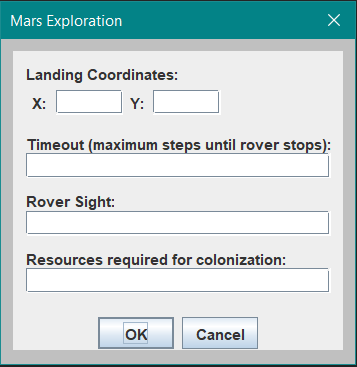 Mars Exploration
Landing Coordinates:
X: Y:
Timeout (maximum steps until rover stops):
Rover Sight:
Resources required for colonization:
OK Cancel